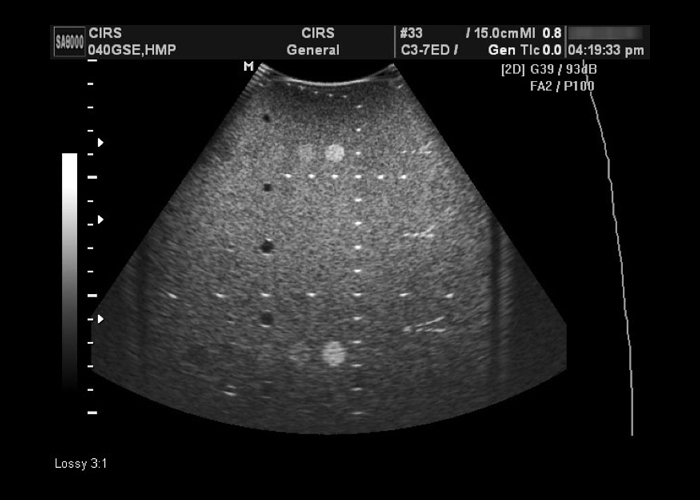 SA8000
CIRS
040GSE,HMP
CIRS
General
#33 / 15.0cm MI 0.8
C3-7ED / Gen TIc 0.0
04:19:33 pm
[2D] G39 / 93dB
FA2 / P100
M
Lossy 3:1